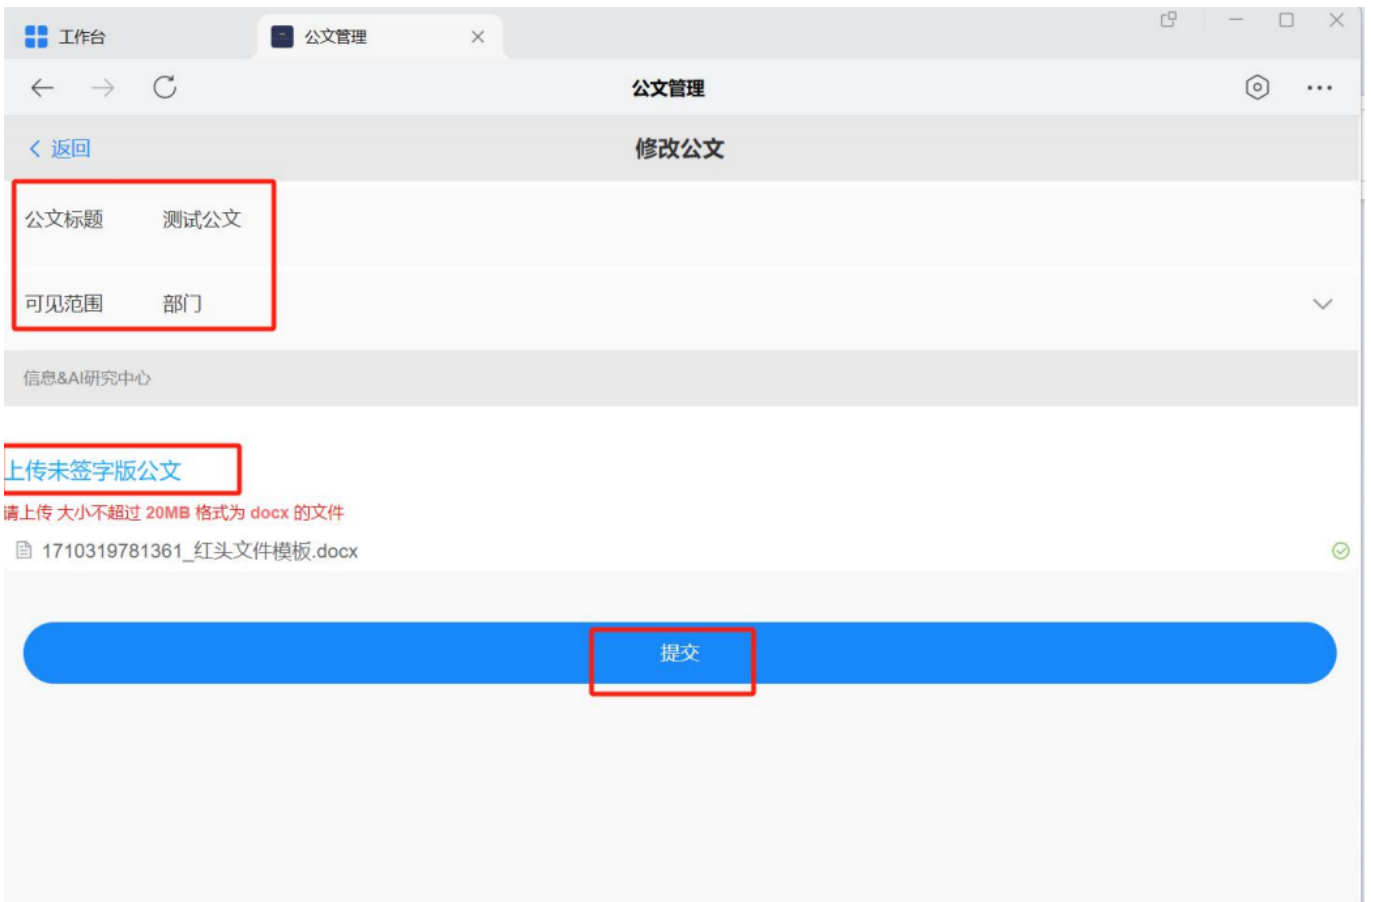 工作台
公文管理
公文管理
返回
修改公文
公文标题 测试公文
可见范围 部门
信息&AI研究中心
上传未签字版公文
请上传 大小不超过 20MB 格式为 docx 的文件
1710319781361_红头文件模板.docx
提交